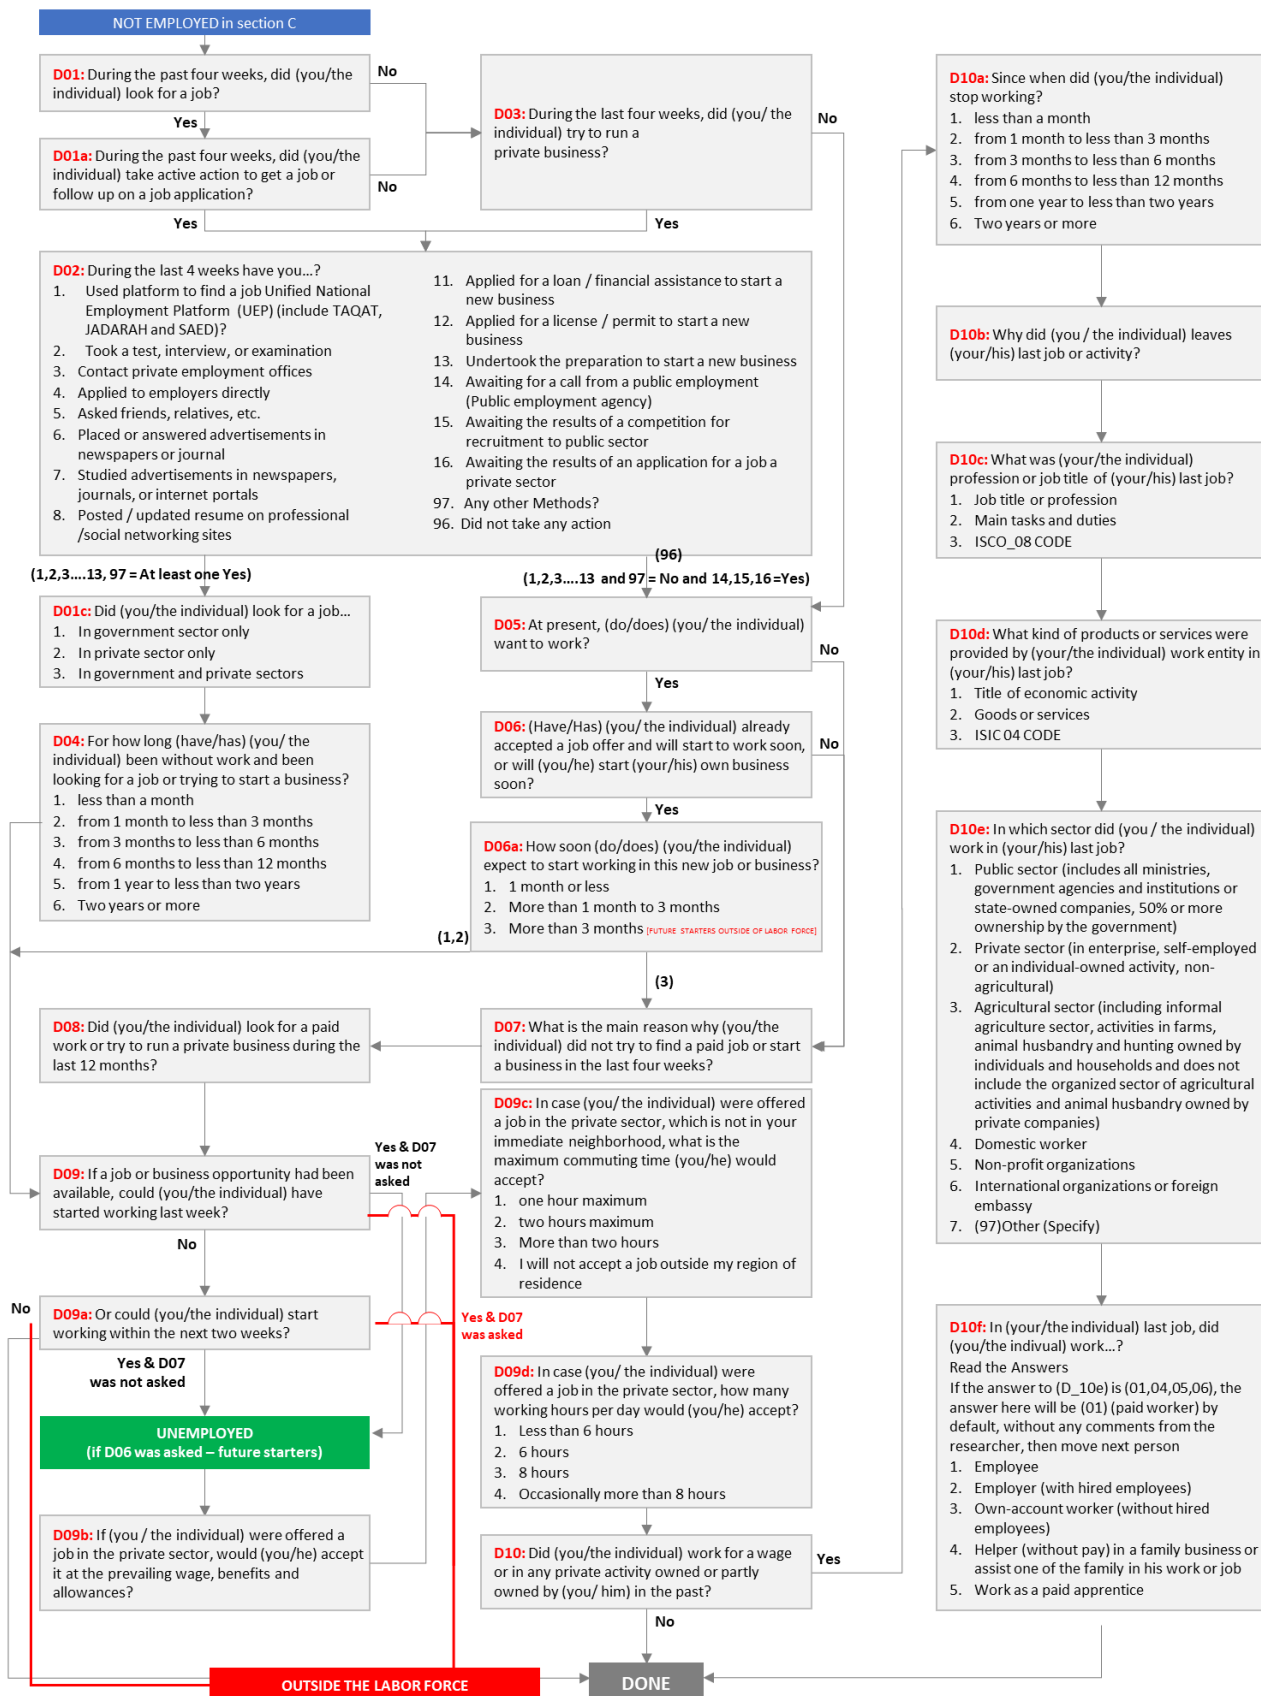 NOT EMPLOYED in section C
D01: During the past four weeks, did (you/the
individual) look for a job?
No
Yes
D01a: During the past four weeks, did (you/the
individual) take active action to get a job or
follow up on a job application?
No
Yes
D03: During the last four weeks, did (you/ the
individual) try to run a
private business?
No
Yes
D02: During the last 4 weeks have you...?
1. Used platform to find a job Unified National
Employment Platform (UEP) (include TAQAT,
JADARAH and SAED)?
2. Took a test, interview, or examination
3. Contact private employment offices
4. Applied to employers directly
5. Asked friends, relatives, etc.
6. Placed or answered advertisements in
newspapers or journal
7. Studied advertisements in newspapers,
journals, or internet portals
8. Posted / updated resume on professional
/social networking sites
11. Applied for a loan / financial assistance to start a
new business
12. Applied for a license / permit to start a new
business
13. Undertook the preparation to start a new business
14. Awaiting for a call from a public employment
(Public employment agency)
15. Awaiting the results of a competition for
recruitment to public sector
16. Awaiting the results of an application for a job a
private sector
97. Any other Methods?
96. Did not take any action
(96)
(1,2,3....13, 97 = At least one Yes)
(1,2,3....13 and 97 = No and 14,15,16 =Yes)
D01c: Did (you/the individual) look for a job...
1. In government sector only
2. In private sector only
3. In government and private sectors
D05: At present, (do/does) (you/ the individual)
want to work?
No
Yes
D04: For how long (have/has) (you/ the
individual) been without work and been
looking for a job or trying to start a business?
1. less than a month
2. from 1 month to less than 3 months
3. from 3 months to less than 6 months
4. from 6 months to less than 12 months
5. from 1 year to less than two years
6. Two years or more
D06: (Have/Has) (you/ the individual) already
accepted a job offer and will start to work soon,
or will (you/he) start (your/his) own business
soon?
No
Yes
D06a: How soon (do/does) (you/the individual)
expect to start working in this new job or business?
1. 1 month or less
2. More than 1 month to 3 months
3. More than 3 months [FUTURE STARTERS OUTSIDE OF LABOR FORCE]
(1,2)
(3)
D08: Did (you/the individual) look for a paid
work or try to run a private business during the
last 12 months?
D07: What is the main reason why (you/the
individual) did not try to find a paid job or start
a business in the last four weeks?
D09: If a job or business opportunity had been
available, could (you/the individual) have
started working last week?
Yes & D07
was not
asked
No
D09a: Or could (you/the individual) start
working within the next two weeks?
No
Yes & D07
was asked
Yes & D07
was not asked
UNEMPLOYED
(if D06 was asked – future starters)
D09b: If (you / the individual) were offered a
job in the private sector, would (you/he) accept
it at the prevailing wage, benefits and
allowances?
D09c: In case (you/ the individual) were offered
a job in the private sector, which is not in your
immediate neighborhood, what is the
maximum commuting time (you/he) would
accept?
1. one hour maximum
2. two hours maximum
3. More than two hours
4. I will not accept a job outside my region of
residence
D09d: In case (you/ the individual) were
offered a job in the private sector, how many
working hours per day would (you/he) accept?
1. Less than 6 hours
2. 6 hours
3. 8 hours
4. Occasionally more than 8 hours
D10: Did (you/the individual) work for a wage
or in any private activity owned or partly
owned by (you/ him) in the past?
Yes
No
D10a: Since when did (you/the individual)
stop working?
1. less than a month
2. from 1 month to less than 3 months
3. from 3 months to less than 6 months
4. from 6 months to less than 12 months
5. from one year to less than two years
6. Two years or more
D10b: Why did (you / the individual) leaves
(your/his) last job or activity?
D10c: What was (your/the individual)
profession or job title of (your/his) last job?
1. Job title or profession
2. Main tasks and duties
3. ISCO_08 CODE
D10d: What kind of products or services were
provided by (your/the individual) work entity in
(your/his) last job?
1. Title of economic activity
2. Goods or services
3. ISIC 04 CODE
D10e: In which sector did (you / the individual)
work in (your/his) last job?
1. Public sector (includes all ministries,
government agencies and institutions or
state-owned companies, 50% or more
ownership by the government)
2. Private sector (in enterprise, self-employed
or an individual-owned activity, non-
agricultural)
3. Agricultural sector (including informal
agriculture sector, activities in farms,
animal husbandry and hunting owned by
individuals and households and does not
include the organized sector of agricultural
activities and animal husbandry owned by
private companies)
4. Domestic worker
5. Non-profit organizations
6. International organizations or foreign
embassy
7. (97)Other (Specify)
D10f: In (your/the individual) last job, did
(you/the indivual) work...?
Read the Answers
If the answer to (D_10e) is (01,04,05,06), the
answer here will be (01) (paid worker) by
default, without any comments from the
researcher, then move next person
1. Employee
2. Employer (with hired employees)
3. Own-account worker (without hired
employees)
4. Helper (without pay) in a family business or
assist one of the family in his work or job
5. Work as a paid apprentice
OUTSIDE THE LABOR FORCE
DONE